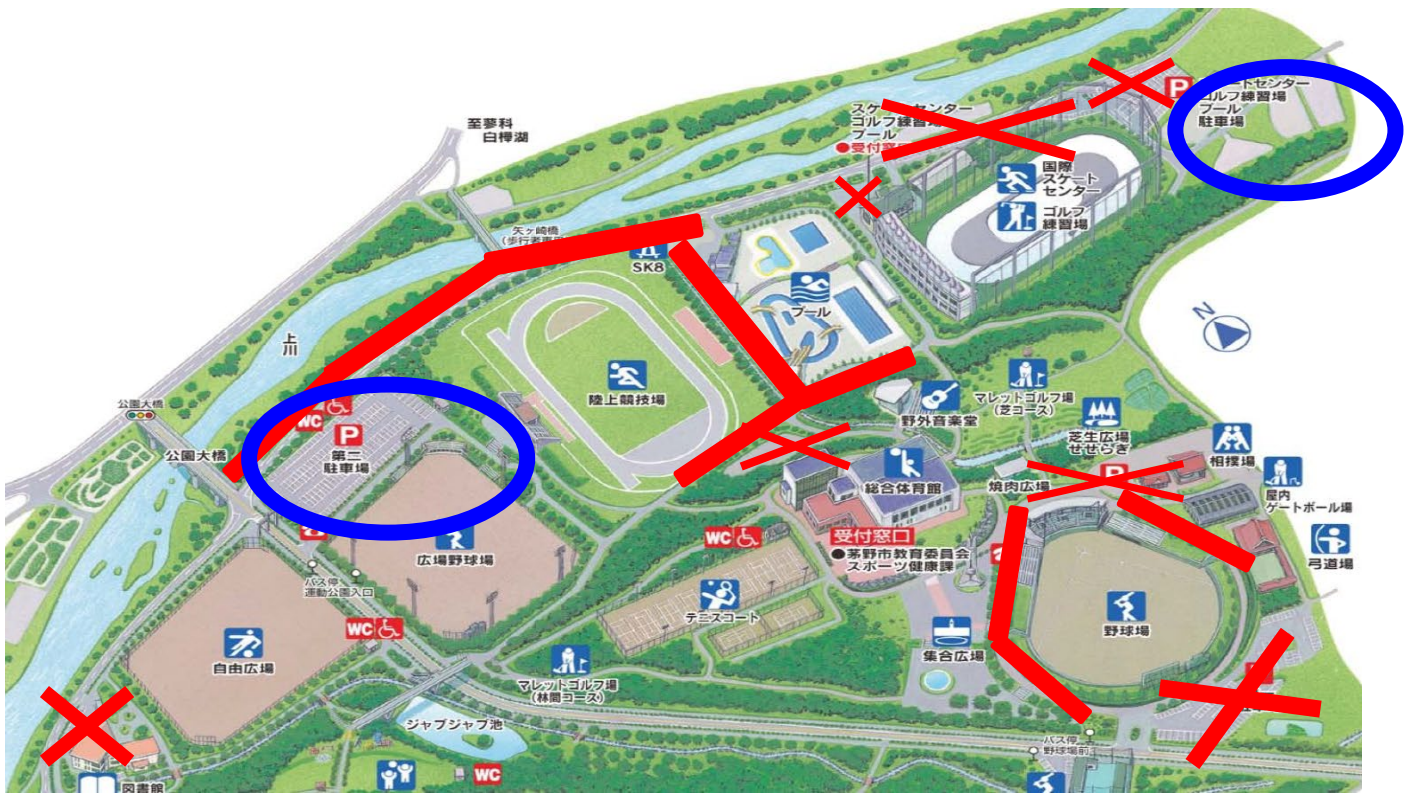 至蓼科
白樺湖
スケートセンター
ゴルフ練習場
プール
●受付窓口
P
スケートセンター
ゴルフ練習場
プール
駐車場
国際
スケート
センター
ゴルフ
練習場
矢ヶ崎橋
SK8
プール
N
上川
公園大橋
WC
P
第二
駐車場
公園大橋
陸上競技場
野外音楽堂
マレットゴルフ場
(芝コース)
芝生広場
せせらぎ
相撲場
屋内
ゲートボール場
弓道場
焼肉広場
P
総合体育館
受付窓口
●茅野市教育委員会
スポーツ健康課
WC
広場野球場
バス停
運動公園入口
WC
自由広場
テニスコート
マレットゴルフ場
(林間コース)
集合広場
野球場
ジャブジャブ池
バス停
野球場前
図書館
WC